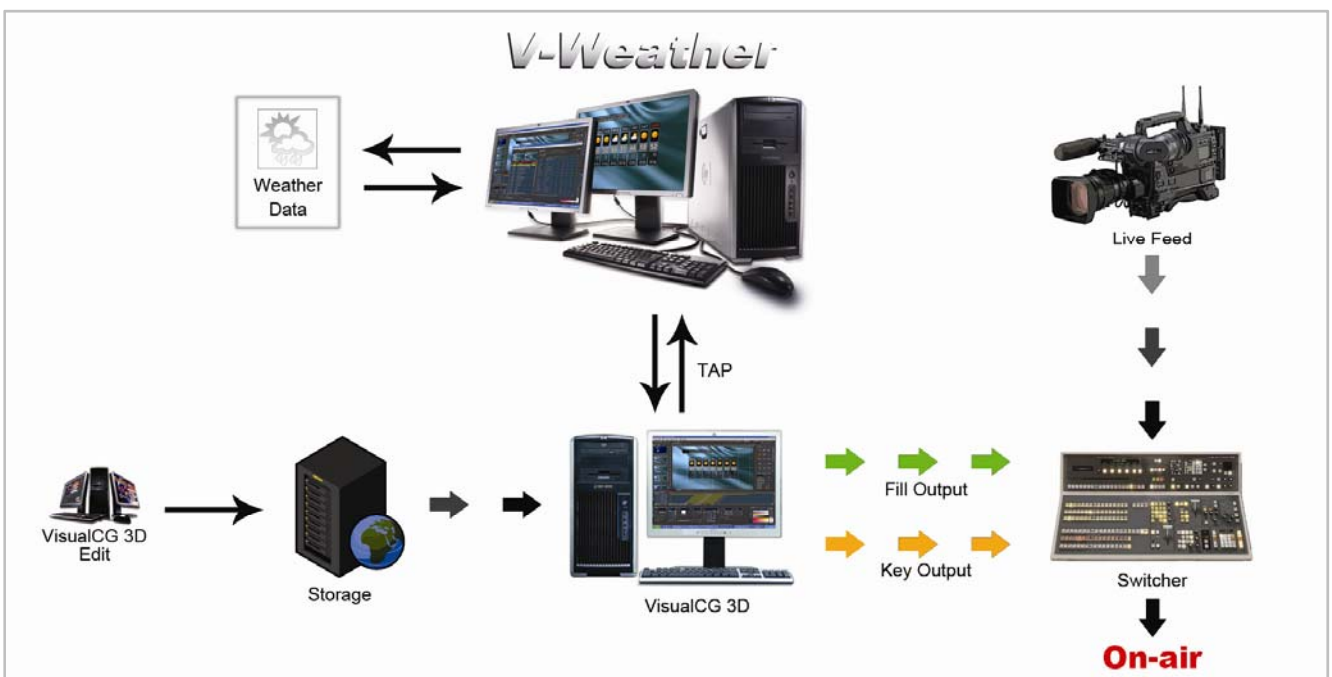 V-Weather
Weather
Data
Live Feed
TAP
Fill Output
VisualCG 3D
Edit
Key Output
Storage
VisualCG 3D
Switcher
On-air